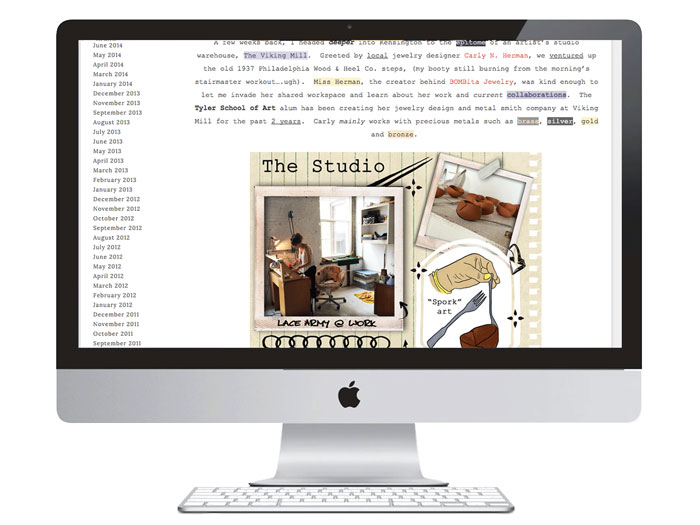 June 2014
May 2014
April 2014
March 2014
January 2014
December 2013
November 2013
September 2013
August 2013
July 2013
June 2013
May 2013
April 2013
March 2013
February 2013
January 2013
December 2012
November 2012
October 2012
September 2012
August 2012
July 2012
June 2012
May 2012
April 2012
March 2012
February 2012
January 2012
December 2011
November 2011
October 2011
September 2011
A few weeks back, I headed deeper into Kensington to the epitome of an artist's studio
warehouse, The Viking Mill. Greeted by local jewelry designer Carly N. Herman, we ventured up
the old 1937 Philadelphia Wood & Heel Co. steps, (my booty still burning from the morning's
stairmaster workout….ugh). Miss Herman, the creator behind BOMBita Jewelry, was kind enough to
let me invade her shared workspace and learn about her work and current collaborations. The
Tyler School of Art alum has been creating her jewelry design and metal smith company at Viking
Mill for the past 2 years. Carly mainly works with precious metals such as brass, silver, gold
and bronze.
The Studio
LACE ARMY @ WORK
"Spork"
art